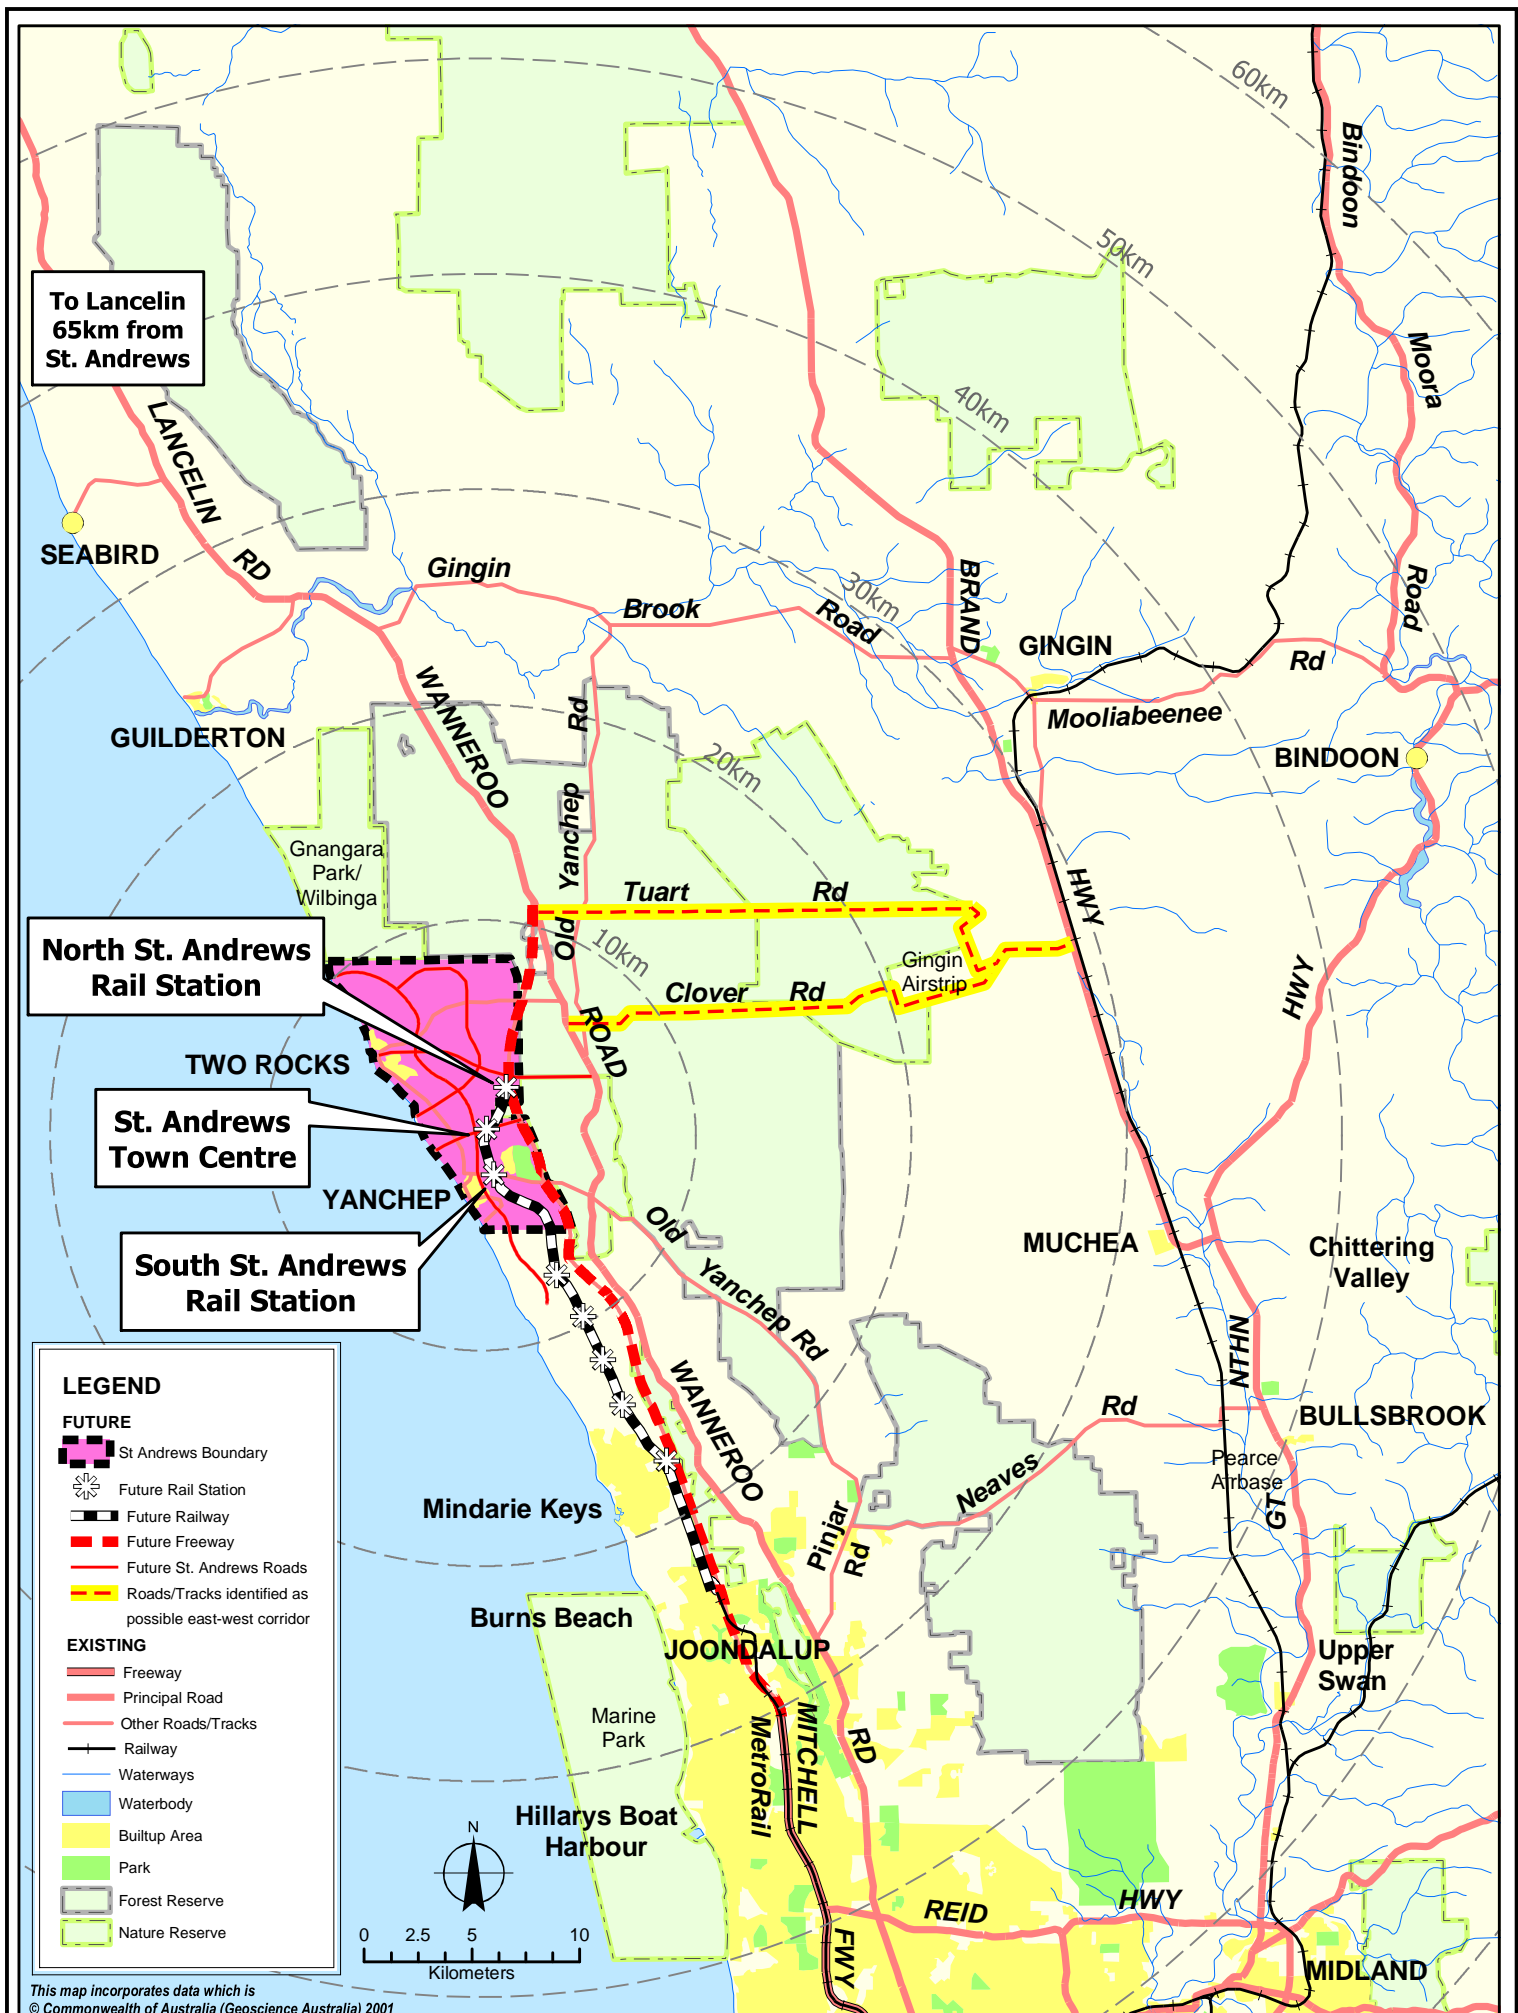 60km
Bindoon
50km
To Lancelin
65km from
St. Andrews
Moora
40km
LANCELIN
RD
SEABIRD
Gingin
Brook
30km
Road
BRAND
GINGIN
Road
Rd
WANNEROO
Rd
Mooliabeenee
GUILDERTON
20km
BINDOON
Yanchep
Gnangara
Park/
Wilbinga
Tuart
Rd
HWY
Old
10km
North St. Andrews
Rail Station
Gingin
Airstrip
HWY
Clover
Rd
ROAD
TWO ROCKS
St. Andrews
Town Centre
YANCHEP
Old
Yanchep Rd
MUCHEA
Chittering
Valley
South St. Andrews
Rail Station
NTHN
WANNEROO
Rd
BULLSBROOK
Pearce
Airbase
Neaves
GT
Mindarie Keys
Pinjar
Rd
Burns Beach
JOONDALUP
Upper
Swan
Marine
Park
MetroRail
MITCHELL
RD
Hillarys Boat
Harbour
REID
HWY
FWY
MIDLAND
LEGEND
FUTURE
St Andrews Boundary
Future Rail Station
Future Railway
Future Freeway
Future St. Andrews Roads
Roads/Tracks identified as
possible east-west corridor
EXISTING
Freeway
Principal Road
Other Roads/Tracks
Railway
Waterways
Waterbody
Builtup Area
Park
Forest Reserve
Nature Reserve
N
0 2.5 5 10
Kilometers
This map incorporates data which is
© Commonwealth of Australia (Geoscience Australia) 2001